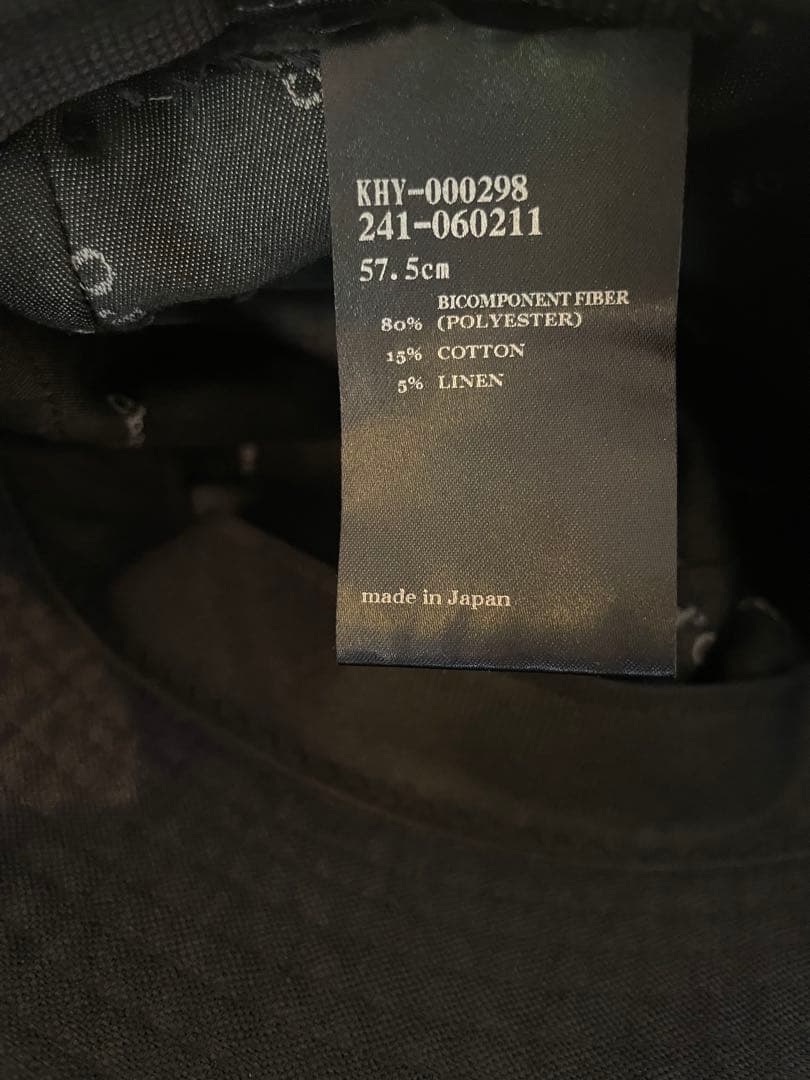 KHY-000298
241-060211
57.5cm
BICOMPONENT FIBER
80% (POLYESTER)
15% COTTON
5% LINEN
made in Japan